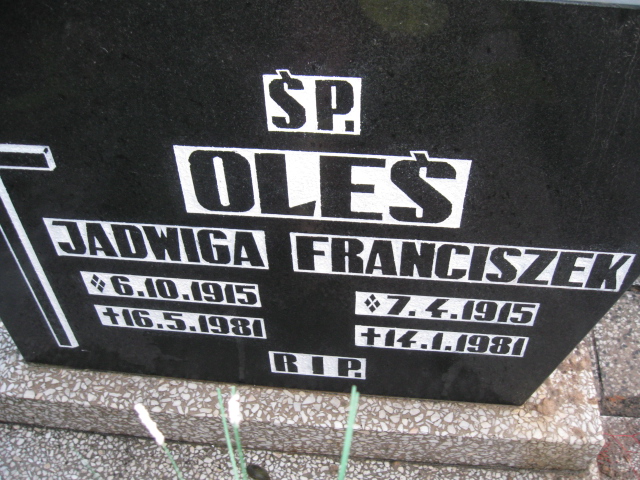 ŚP.
OLEŚ
JADWIGA FRANCISZEK
6.10.1915 7.4.1915
†16.5.1981 †14.1.1981
R I P.